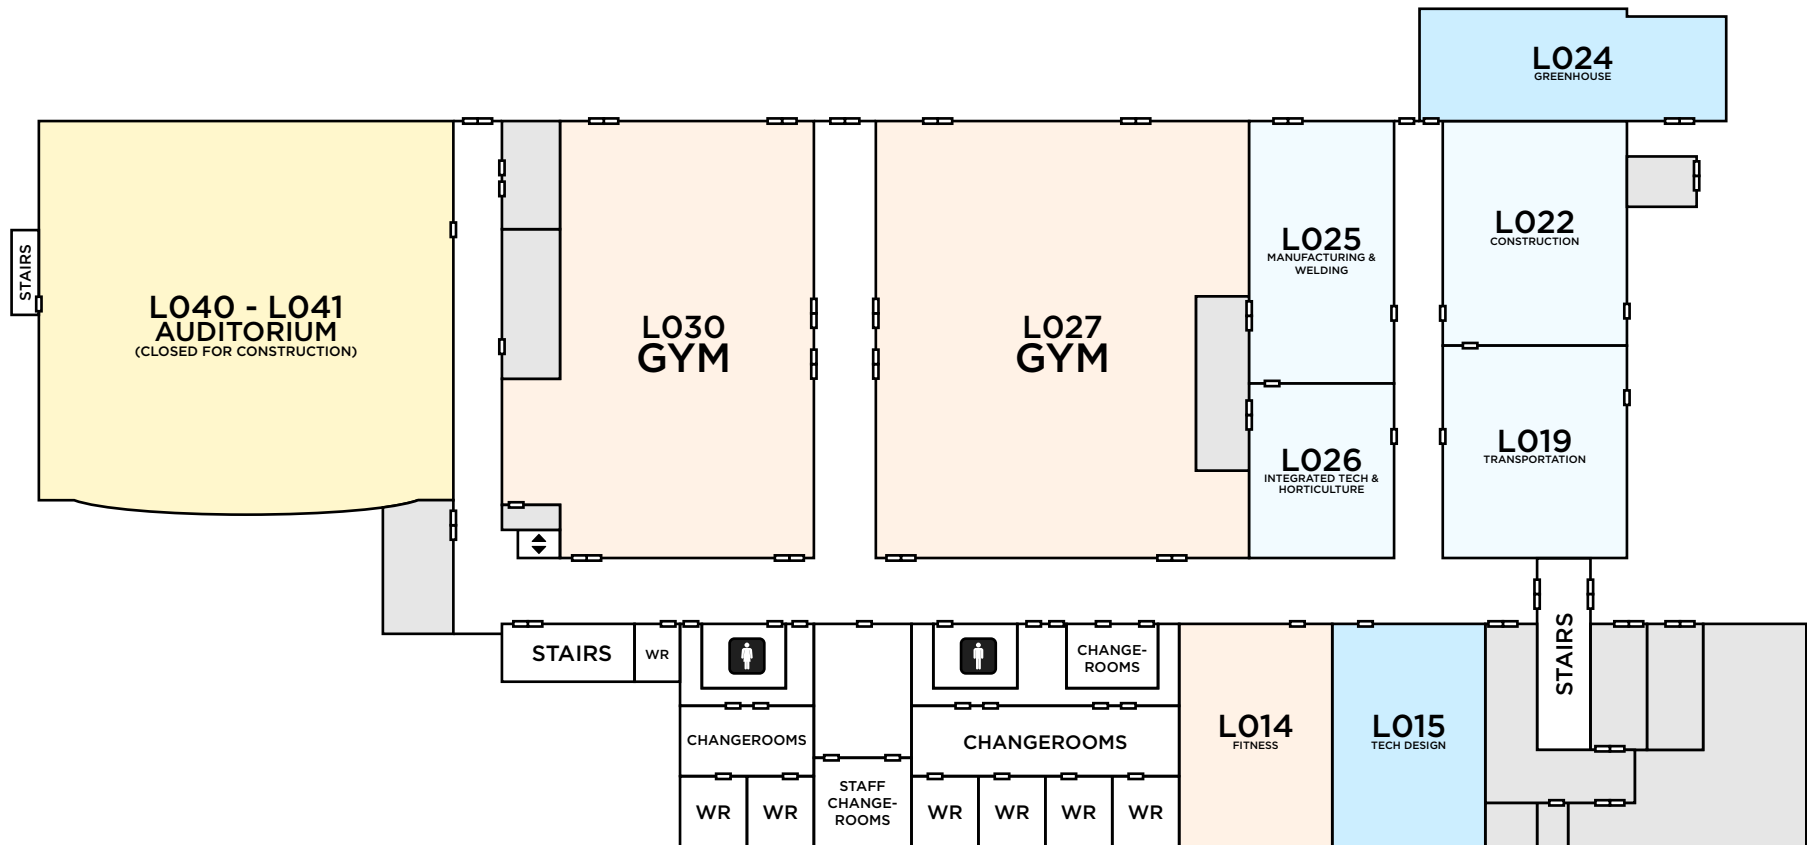 L024
GREENHOUSE
L025
MANUFACTURING &
WELDING
L022
CONSTRUCTION
STAIRS
L040 - L041
AUDITORIUM
(CLOSED FOR CONSTRUCTION)
L030
GYM
L027
GYM
L026
INTEGRATED TECH &
HORTICULTURE
L019
TRANSPORTATION
STAIRS
WR
CHANGE-
ROOMS
STAIRS
CHANGEROOMS
CHANGEROOMS
L014
FITNESS
L015
TECH DESIGN
WR
WR
STAFF
CHANGE-
ROOMS
WR
WR
WR
WR